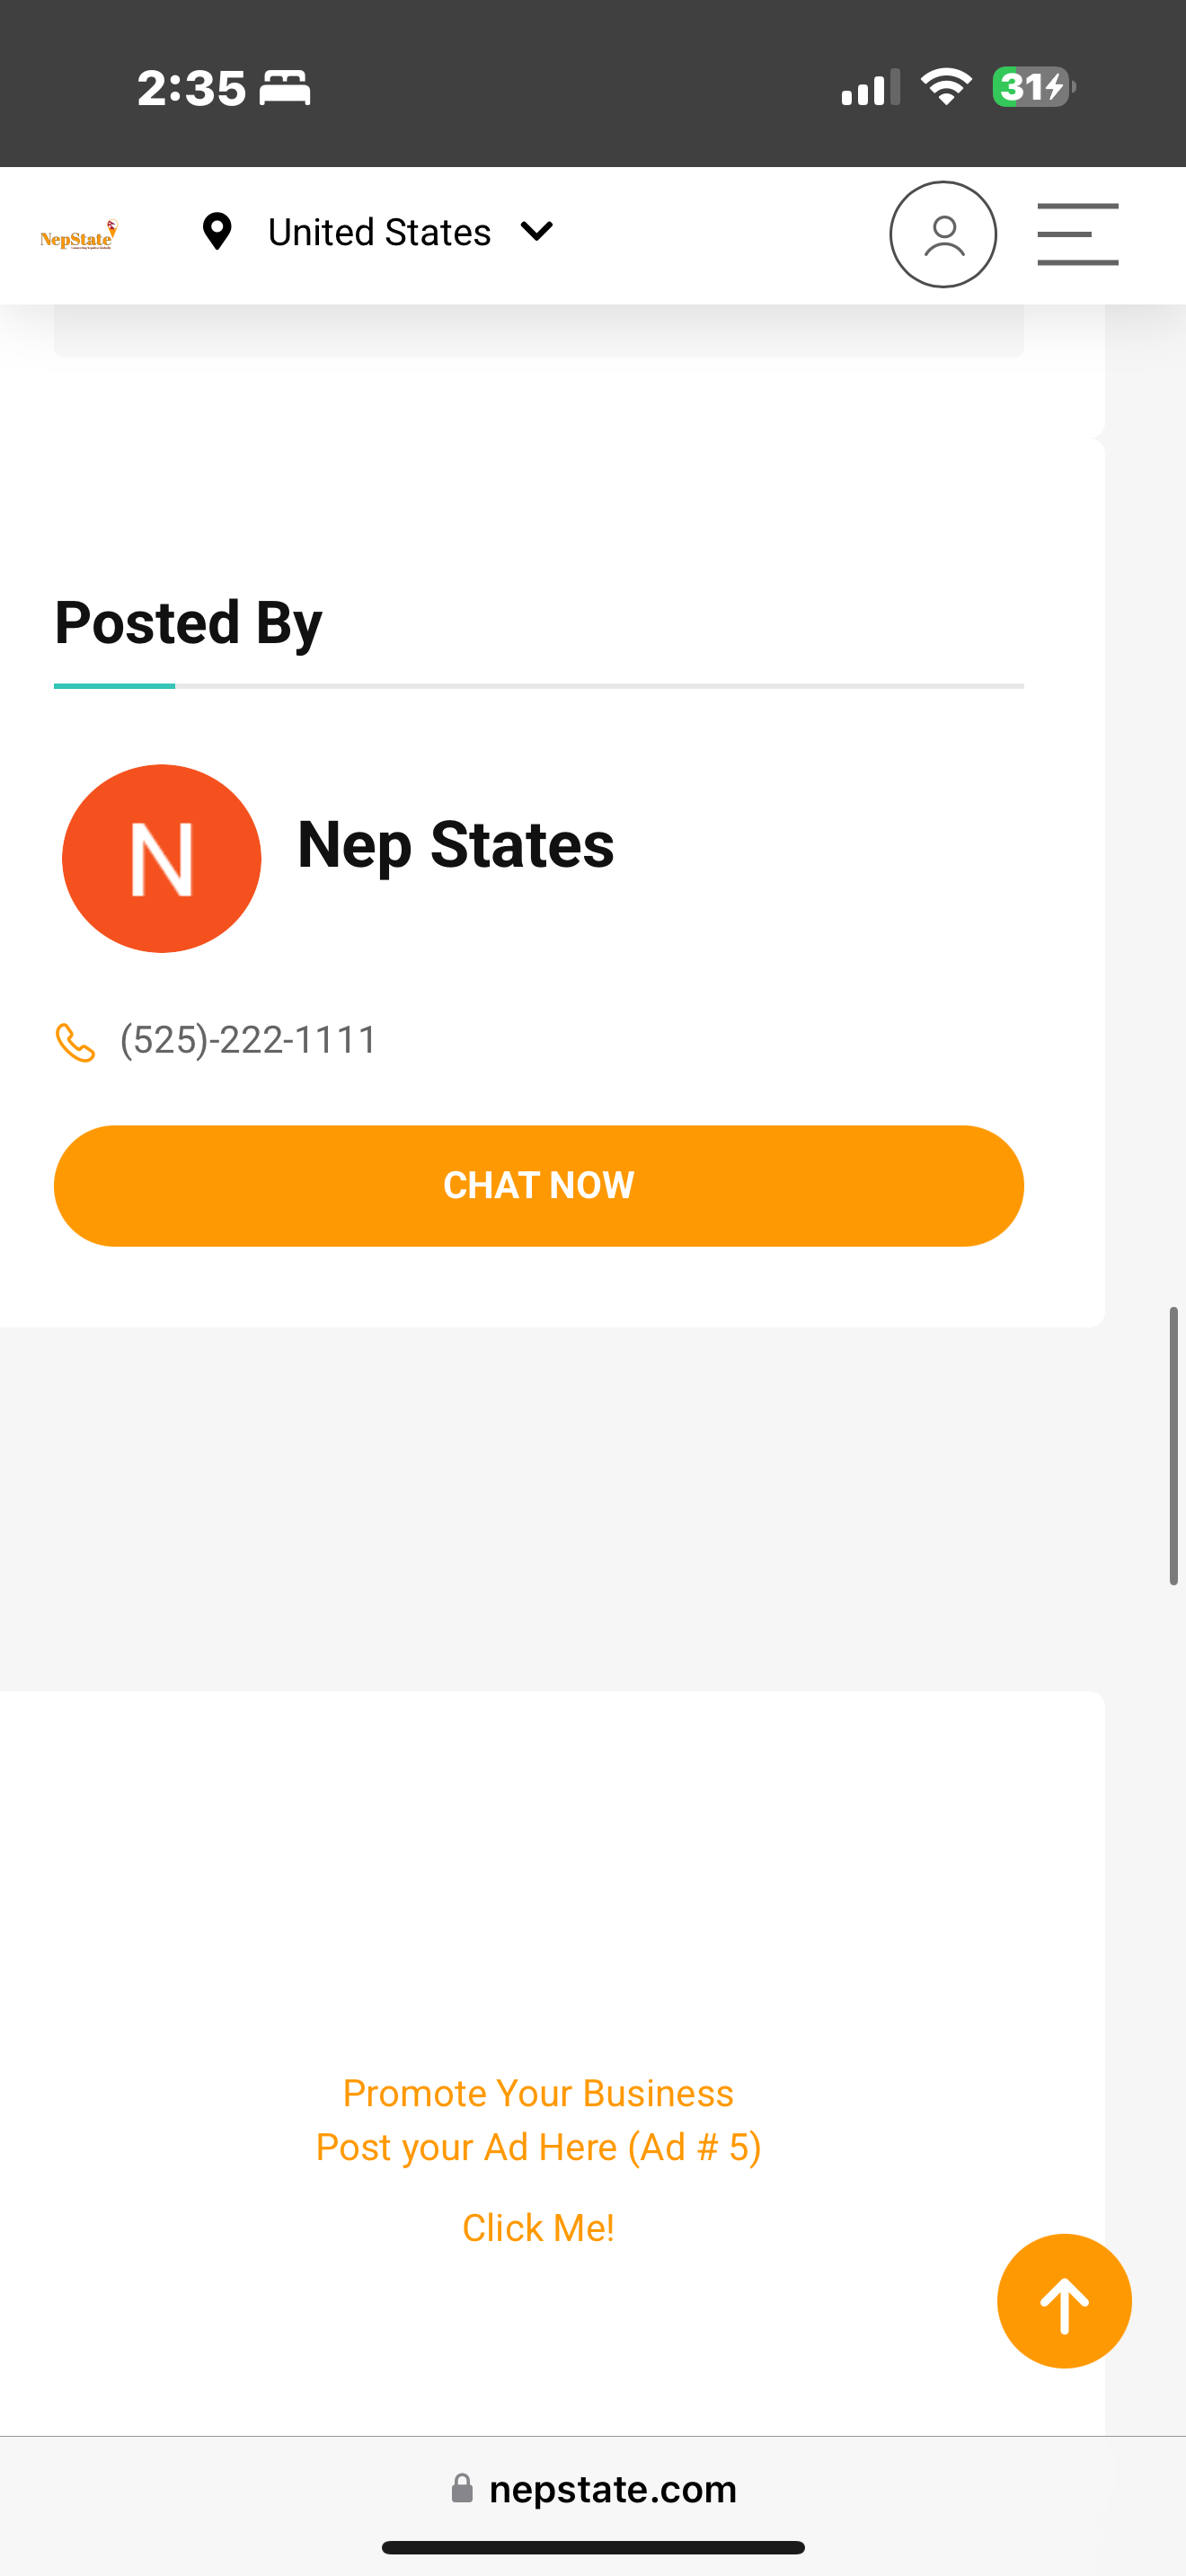 2:35
31
NepState
United States
Posted By
N
Nep States
(525)-222-1111
CHAT NOW
Promote Your Business
Post your Ad Here (Ad # 5)
Click Me!
nepstate.com